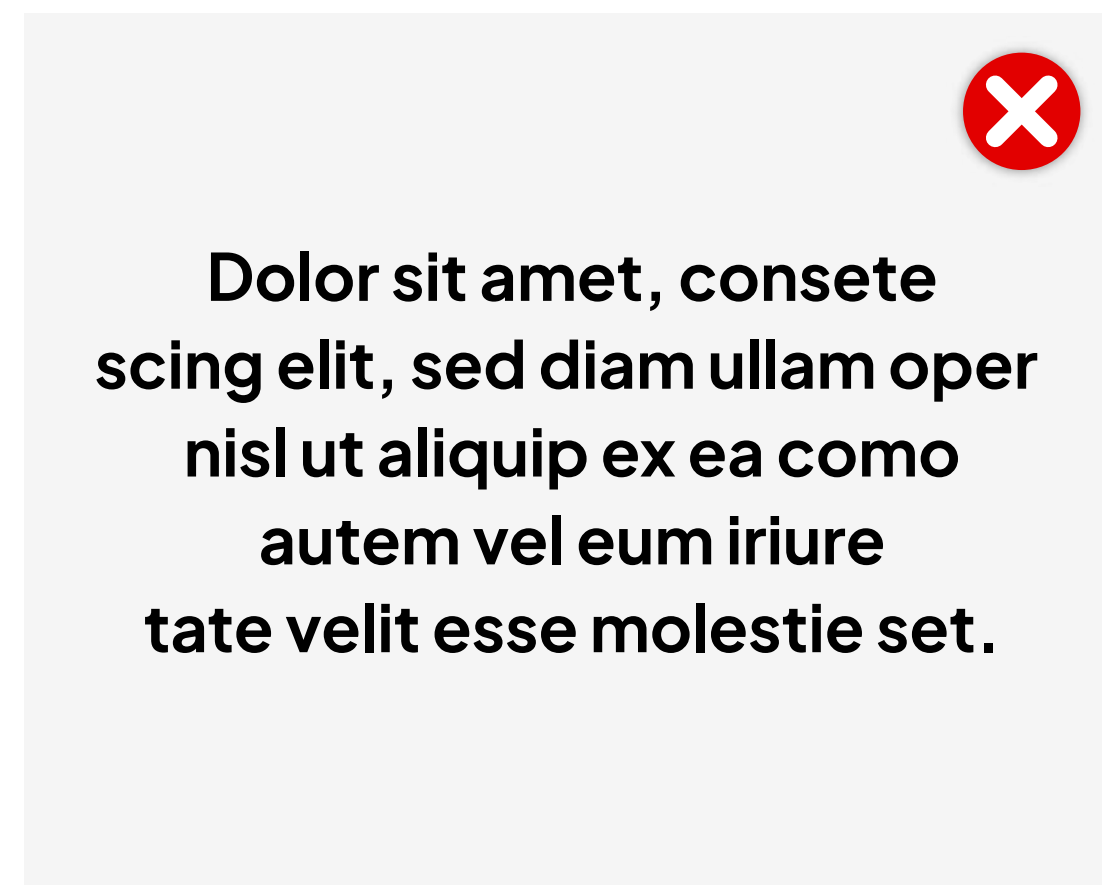 Dolor sit amet, consete
scing elit, sed diam ullam oper
nisl ut aliquip ex ea como
autem vel eum iriure
tate velit esse molestie set.